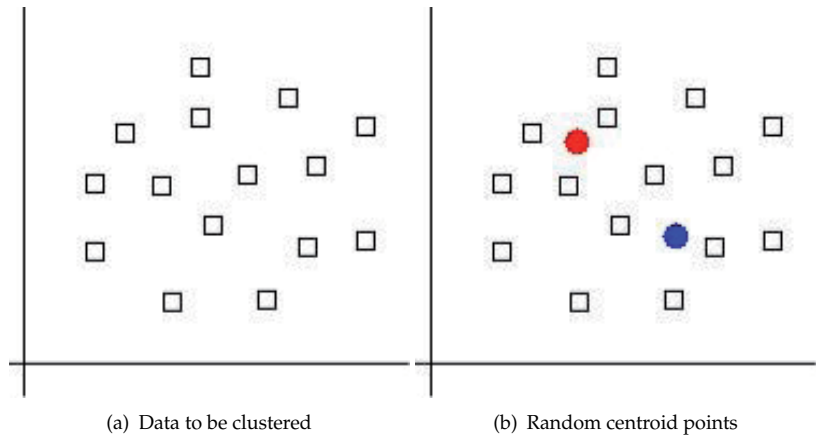 (a) Data to be clustered
(b) Random centroid points